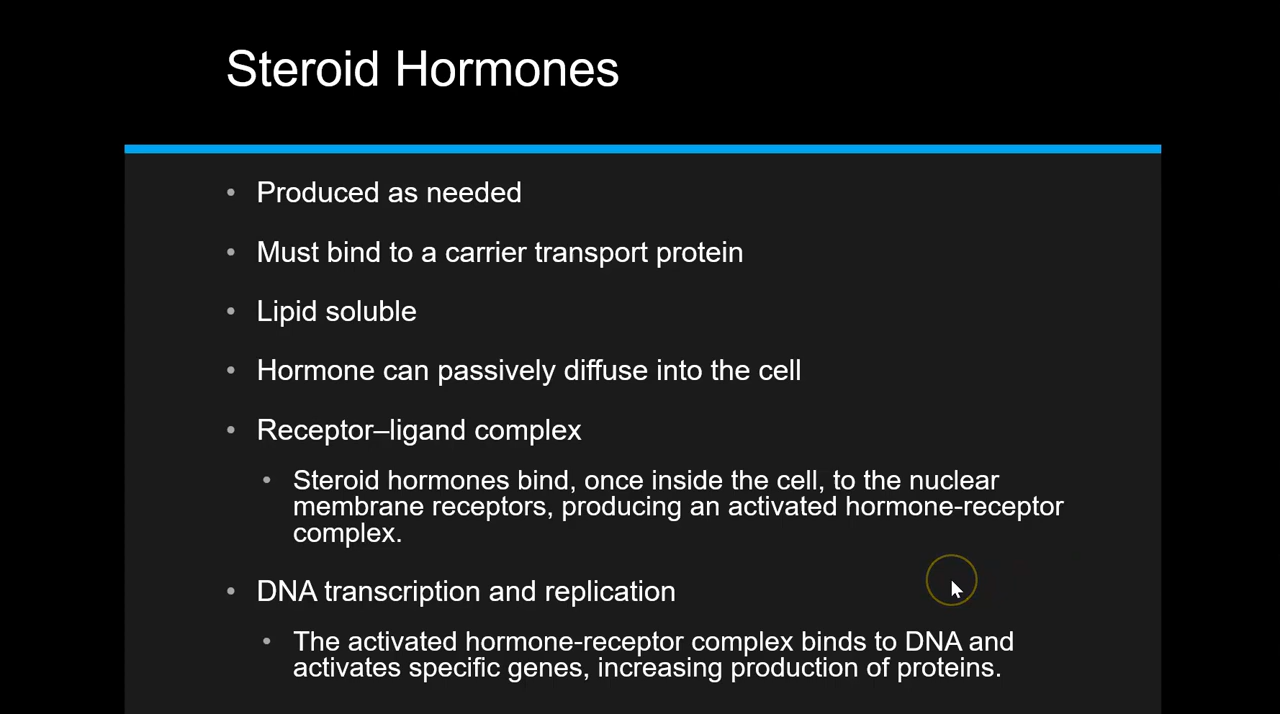 Steroid Hormones
• Produced as needed
• Must bind to a carrier transport protein
• Lipid soluble
• Hormone can passively diffuse into the cell
• Receptor–ligand complex
• Steroid hormones bind, once inside the cell, to the nuclear
membrane receptors, producing an activated hormone-receptor
complex.
• DNA transcription and replication
• The activated hormone-receptor complex binds to DNA and
activates specific genes, increasing production of proteins.